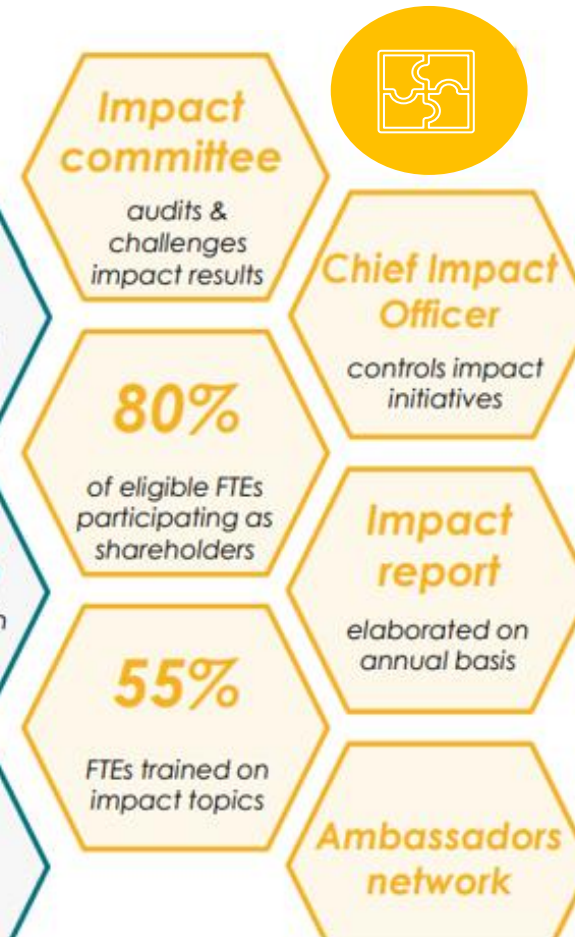 Impact
committee
audits &
challenges
impact results
Chief Impact
Officer
controls impact
initiatives
80%
of eligible FTEs
participating as
shareholders
Impact
report
elaborated on
annual basis
55%
FTEs trained on
impact topics
Ambassadors
network